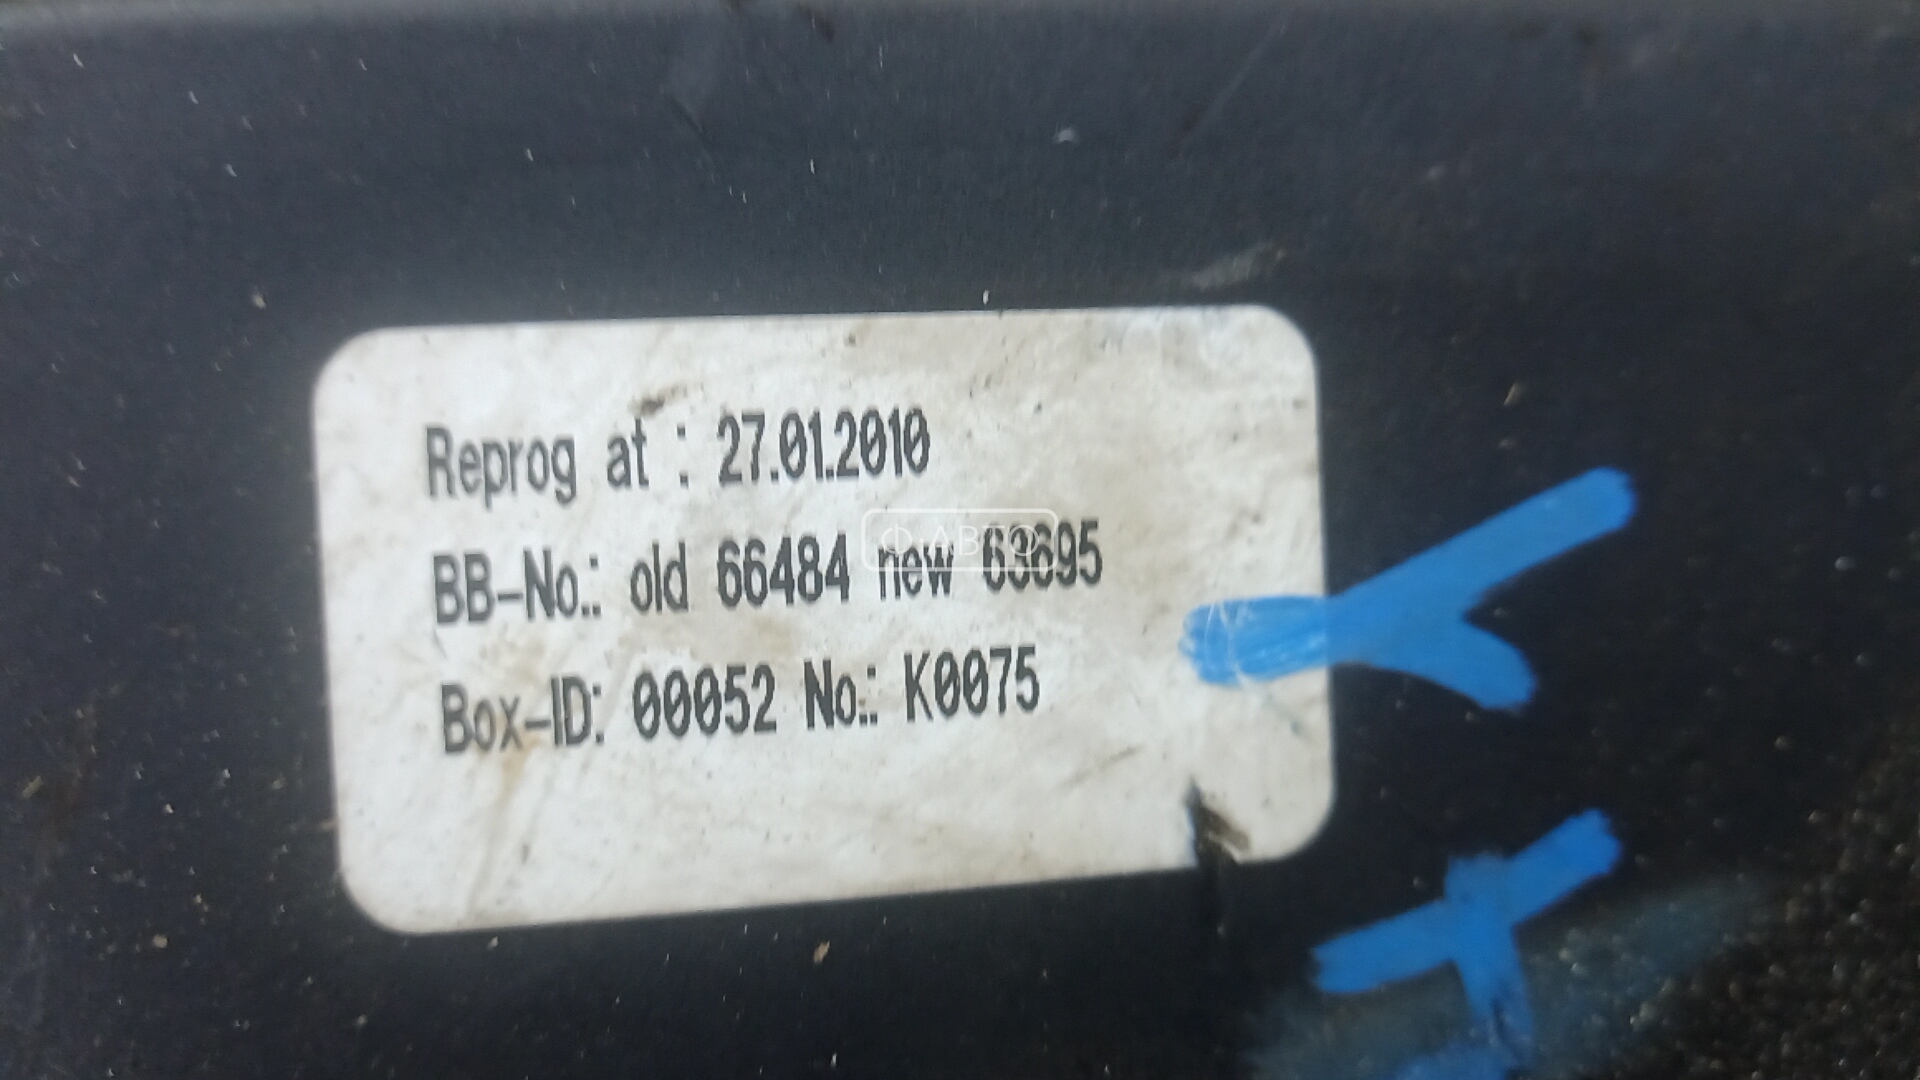 Reprog at : 27.01.2010
BB-No.: old 66484 new 63695
Box-ID: 00052 No.: K0075